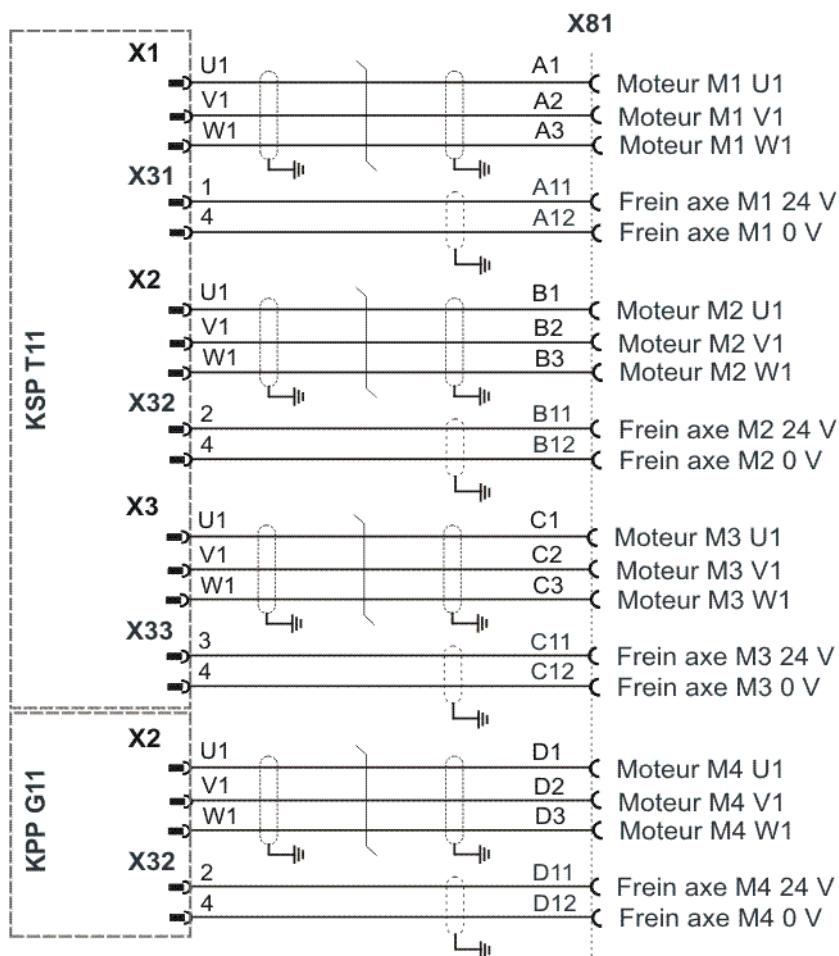 X81
X1
U1 A1 Moteur M1 U1
V1 A2 Moteur M1 V1
W1 A3 Moteur M1 W1
X31
1 A11 Frein axe M1 24 V
4 A12 Frein axe M1 0 V
X2
U1 B1 Moteur M2 U1
V1 B2 Moteur M2 V1
W1 B3 Moteur M2 W1
KSP T11
X32
2 B11 Frein axe M2 24 V
4 B12 Frein axe M2 0 V
X3
U1 C1 Moteur M3 U1
V1 C2 Moteur M3 V1
W1 C3 Moteur M3 W1
X33
3 C11 Frein axe M3 24 V
4 C12 Frein axe M3 0 V
X2
U1 D1 Moteur M4 U1
V1 D2 Moteur M4 V1
W1 D3 Moteur M4 W1
KPP G11
X32
2 D11 Frein axe M4 24 V
4 D12 Frein axe M4 0 V